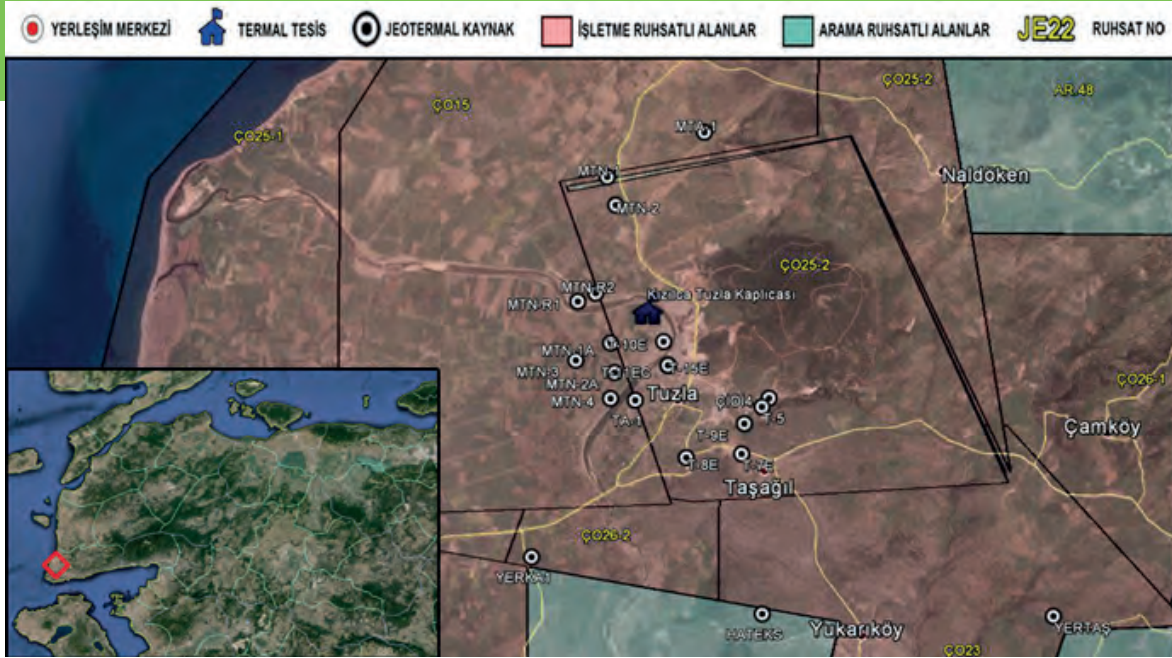 YERLEŞİM MERKEZİ TERMAL TESİS JEOTERMAL KAYNAK İŞLETME RUHSATLI ALANLAR ARAMA RUHSATLI ALANLAR JE22 RUHSAT NO
ÇO25-2
AR.48
ÇO15
ÇO25-1
MTA-1
MTN-1
Naldöken
MTN-2
ÇO25-2
MTN-R2
Kızılca Tuzla Kaplıcası
MTN-R1
T-10E
MTN-1A
MTN-3
T-15E
MTN-2A
ÇO26-1
MTN-4
Tuzla
T-5
TA-1
Çamköy
T-9E
T-8E
T-7E
Taşağıl
ÇO26-2
YERKA1
HATEKS
Yukarıköy
YERTAŞ
ÇO23